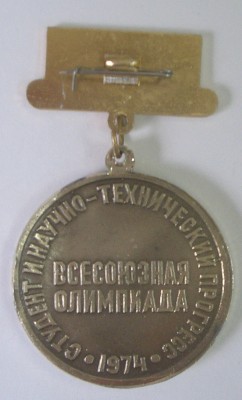 СТУДЕНТ И НАУЧНО-ТЕХНИЧЕСКИЙ ПРОГРЕСС
ВСЕСОЮЗНАЯ
ОЛИМПИАДА
• 1974 •